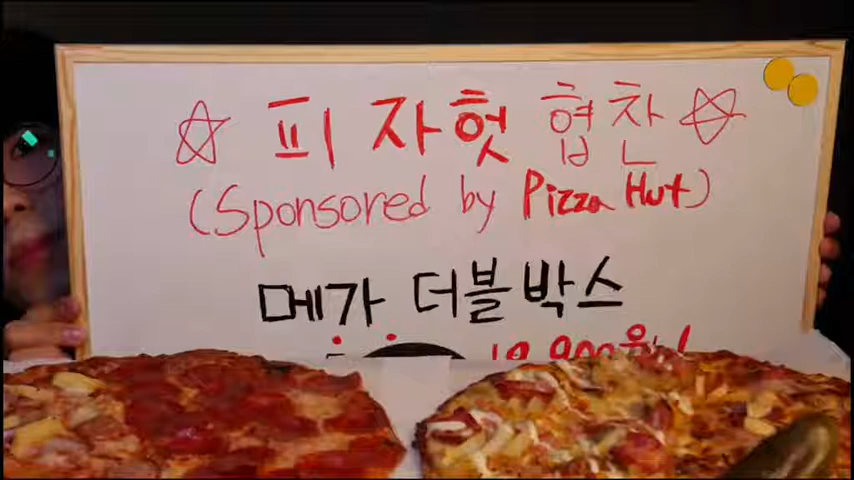 ☆ 피자헛 협찬 ☆
(Sponsored by Pizza Hut)
메가 더블박스